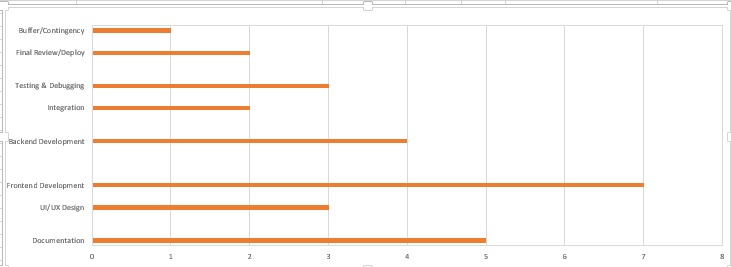 Buffer/Contingency
Final Review/Deploy
Testing & Debugging
Integration
Backend Development
Frontend Development
UI/UX Design
Documentation
0 1 2 3 4 5 6 7 8